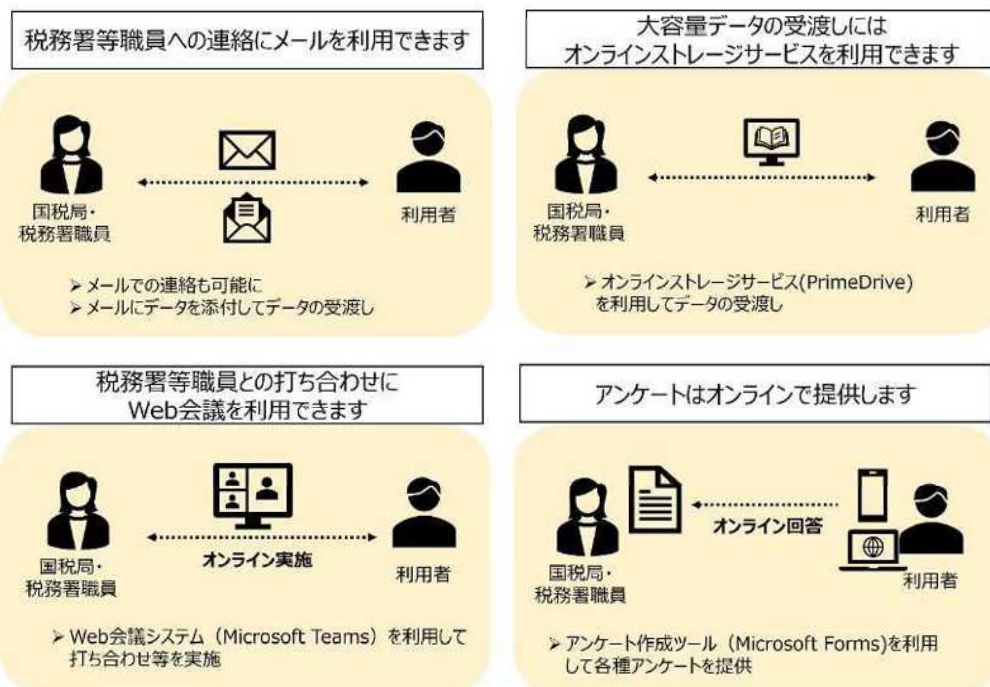 税務署等職員への連絡にメールを利用できます
国税局・
税務署職員
利用者
➢ メールでの連絡も可能に
➢ メールにデータを添付してデータの受渡し
大容量データの受渡しには
オンラインストレージサービスを利用できます
国税局・
税務署職員
利用者
➢ オンラインストレージサービス(PrimeDrive)
を利用してデータの受渡し
税務署等職員との打ち合わせに
Web会議を利用できます
オンライン実施
国税局・
税務署職員
利用者
➢ Web会議システム（Microsoft Teams）を利用して
打ち合わせ等を実施
アンケートはオンラインで提供します
オンライン回答
国税局・
税務署職員
利用者
➢ アンケート作成ツール（Microsoft Forms)を利用
して各種アンケートを提供